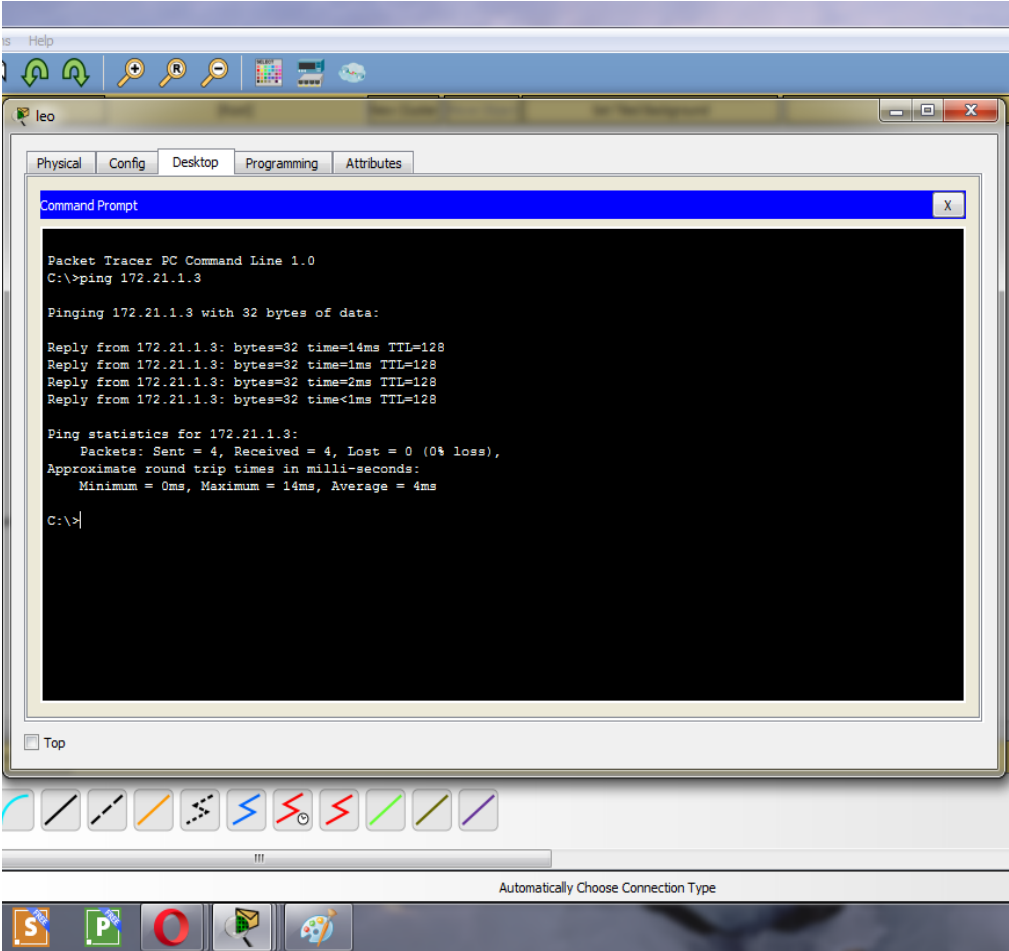 Help
leo
Physical Config Desktop Programming Attributes
Command Prompt
X
Packet Tracer PC Command Line 1.0
C:\>ping 172.21.1.3
Pinging 172.21.1.3 with 32 bytes of data:
Reply from 172.21.1.3: bytes=32 time=14ms TTL=128
Reply from 172.21.1.3: bytes=32 time=1ms TTL=128
Reply from 172.21.1.3: bytes=32 time=2ms TTL=128
Reply from 172.21.1.3: bytes=32 time<1ms TTL=128
Ping statistics for 172.21.1.3:
Packets: Sent = 4, Received = 4, Lost = 0 (0% loss),
Approximate round trip times in milli-seconds:
Minimum = 0ms, Maximum = 14ms, Average = 4ms
C:\>
Top
Automatically Choose Connection Type
S FREE P FREE